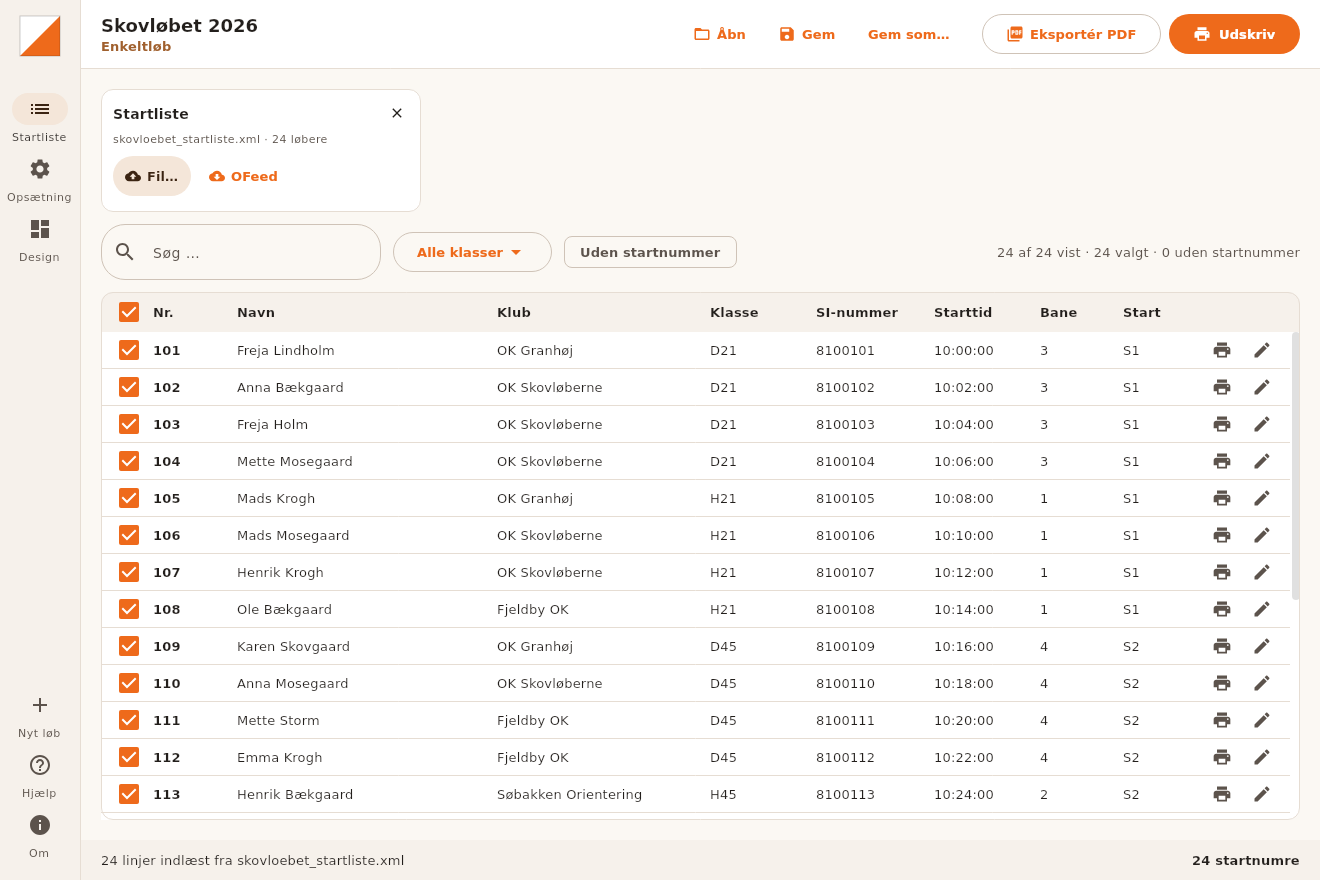 Skovløbet 2026
Enkeltløb
Åbn
Gem
Gem som...
Eksportér PDF
Udskriv
Startliste
Opsætning
Design
Nyt løb
Hjælp
Om
Startliste
skovloebet_startliste.xml · 24 løbere
Fil...
OFeed
Søg ...
Alle klasser
Uden startnummer
24 af 24 vist · 24 valgt · 0 uden startnummer
Nr. Navn Klub Klasse SI-nummer Starttid Bane Start
101 Freja Lindholm OK Granhøj D21 8100101 10:00:00 3 S1
102 Anna Bækgaard OK Skovløberne D21 8100102 10:02:00 3 S1
103 Freja Holm OK Skovløberne D21 8100103 10:04:00 3 S1
104 Mette Mosegaard OK Skovløberne D21 8100104 10:06:00 3 S1
105 Mads Krogh OK Granhøj H21 8100105 10:08:00 1 S1
106 Mads Mosegaard OK Skovløberne H21 8100106 10:10:00 1 S1
107 Henrik Krogh OK Skovløberne H21 8100107 10:12:00 1 S1
108 Ole Bækgaard Fjeldby OK H21 8100108 10:14:00 1 S1
109 Karen Skovgaard OK Granhøj D45 8100109 10:16:00 4 S2
110 Anna Mosegaard OK Skovløberne D45 8100110 10:18:00 4 S2
111 Mette Storm Fjeldby OK D45 8100111 10:20:00 4 S2
112 Emma Krogh Fjeldby OK D45 8100112 10:22:00 4 S2
113 Henrik Bækgaard Søbakken Orientering H45 8100113 10:24:00 2 S2
24 linjer indlæst fra skovloebet_startliste.xml
24 startnumre